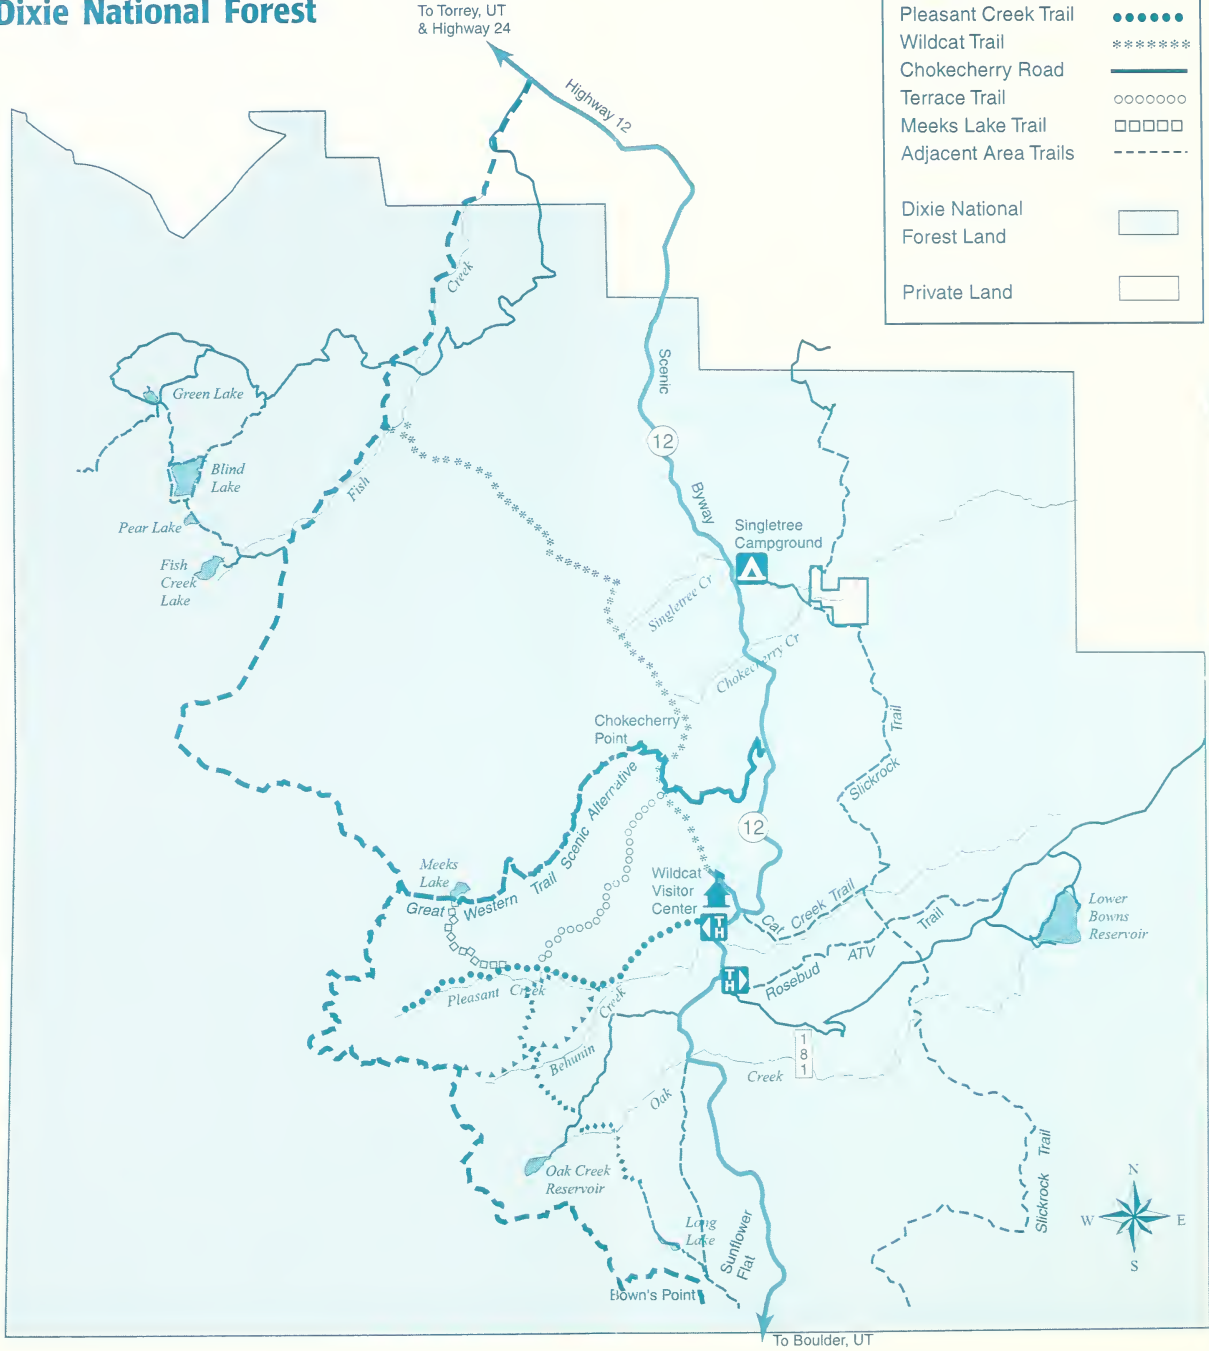 Dixie National Forest
To Torrey, UT
& Highway 24
Highway 12
Pleasant Creek Trail
Wildcat Trail
Chokecherry Road
Terrace Trail
Meeks Lake Trail
Adjacent Area Trails
Dixie National
Forest Land
Private Land
Creek
Scenic
Green Lake
12
Blind
Lake
Fish
Byway
Pear Lake
Singletree
Campground
Fish
Creek
Lake
Singletree Cr
Chokecherry Cr
Chokecherry
Point
Trail
Slickrock
Great Western Trail Scenic Alternative
12
Meeks
Lake
Wildcat
Visitor
Center
TH
Cat Creek Trail
Lower
Bowns
Reservoir
TH
Rosebud ATV Trail
Pleasant Creek
Creek
Behunin
181
Oak
Creek
Oak Creek
Reservoir
Slickrock Trail
Long
Lake
Sunflower
Flat
Bown's Point
N
W
E
S
To Boulder, UT